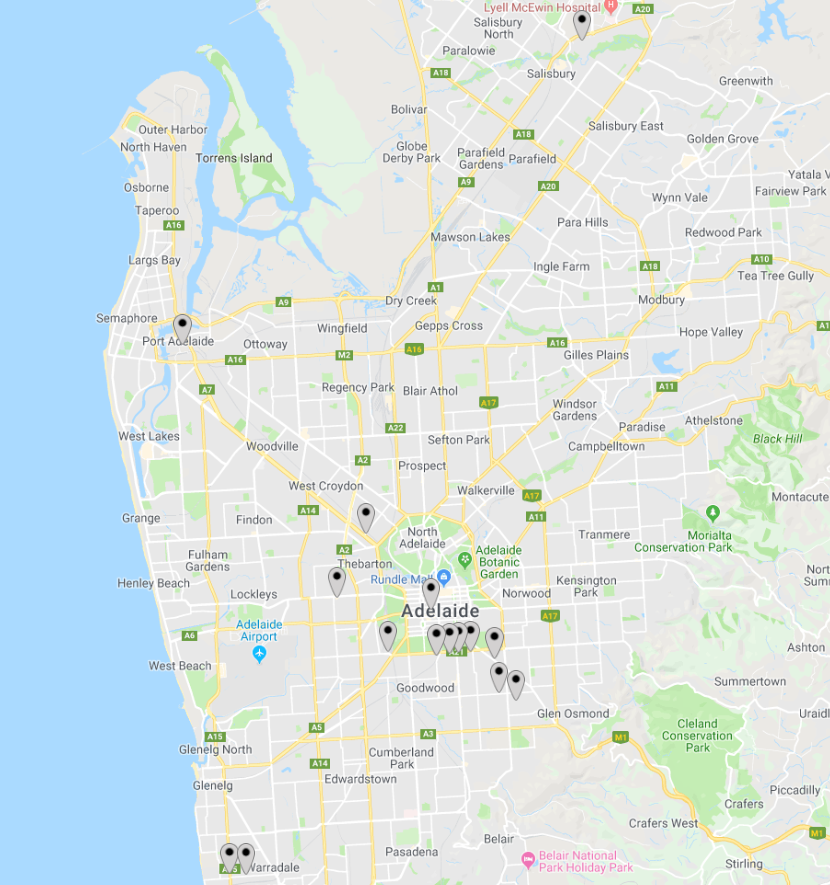 Lyell McEwin Hospital
H
A20
Salisbury
North
Paralowie
A18
Salisbury
Greenwith
Bolivar
Outer Harbor
A18
Salisbury East
North Haven
Globe
Derby Park
Parafield
Gardens
Parafield
Golden Grove
Torrens Island
Osborne
A9
A20
Yatala V
Fairview Park
Wynn Vale
Taperoo
A16
Para Hills
Redwood Park
Mawson Lakes
Largs Bay
A10
Ingle Farm
A18
Tea Tree Gully
A1
Modbury
A9
Dry Creek
Semaphore
Wingfield
Gepps Cross
A1
Hope Valley
Port Adelaide
Ottoway
A16
A16
M2
A16
Gilles Plains
A7
Regency Park
Blair Athol
A11
A17
Windsor
Gardens
Athelstone
A22
Paradise
West Lakes
Sefton Park
Black Hill
Woodville
Campbelltown
A2
Prospect
West Croydon
Walkerville
A17
Montacute
A14
Grange
Findon
A11
Morialta
Conservation Park
North
Adelaide
Tranmere
A2
Fulham
Gardens
Thebarton
Adelaide
Botanic
Garden
Henley Beach
Rundle Mall
Kensington
Park
Nort
Sumn
Lockleys
Norwood
Adelaide
A17
Adelaide
Airport
A6
A21
Ashton
West Beach
Goodwood
Summertown
Glen Osmond
Uraidl
A5
A3
Cleland
Conservation
Park
A15
M1
Glenelg North
Cumberland
Park
A14
Edwardstown
Glenelg
Piccadilly
Crafers
Crafers West
M1
Belair
Pasadena
Belair National
Park Holiday Park
Stirling
Warradale
A15